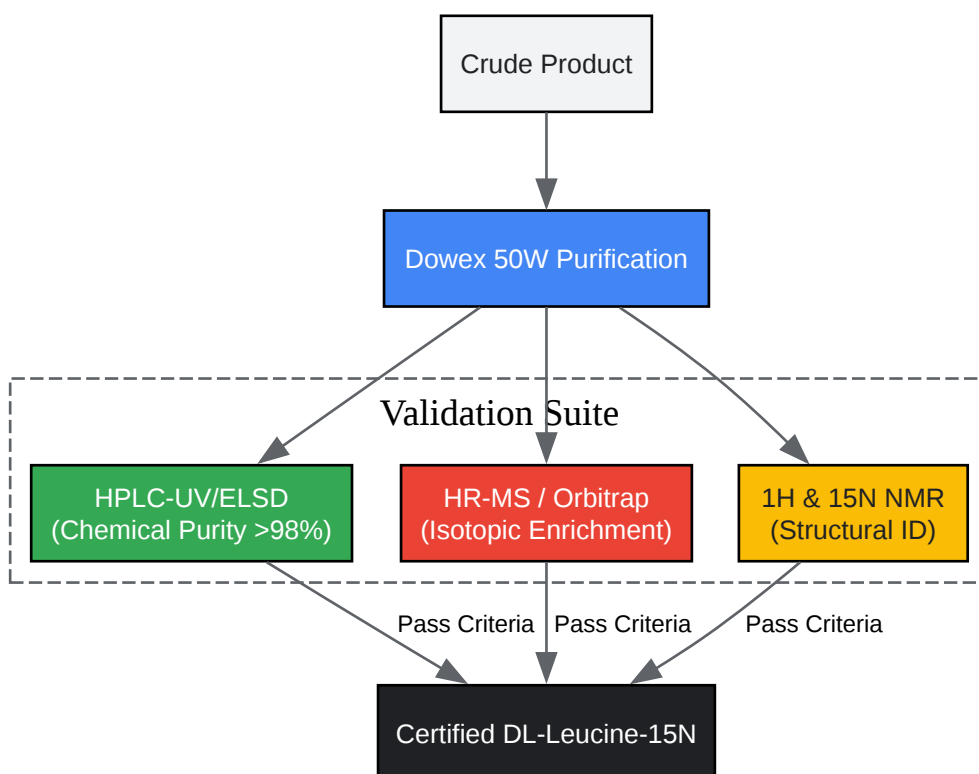 Crude Product
Dowex 50W Purification
Validation Suite
HPLC-UV/ELSD
(Chemical Purity >98%)
HR-MS / Orbitrap
(Isotopic Enrichment)
1H & 15N NMR
(Structural ID)
Pass Criteria
Pass Criteria
Pass Criteria
Certified DL-Leucine-15N